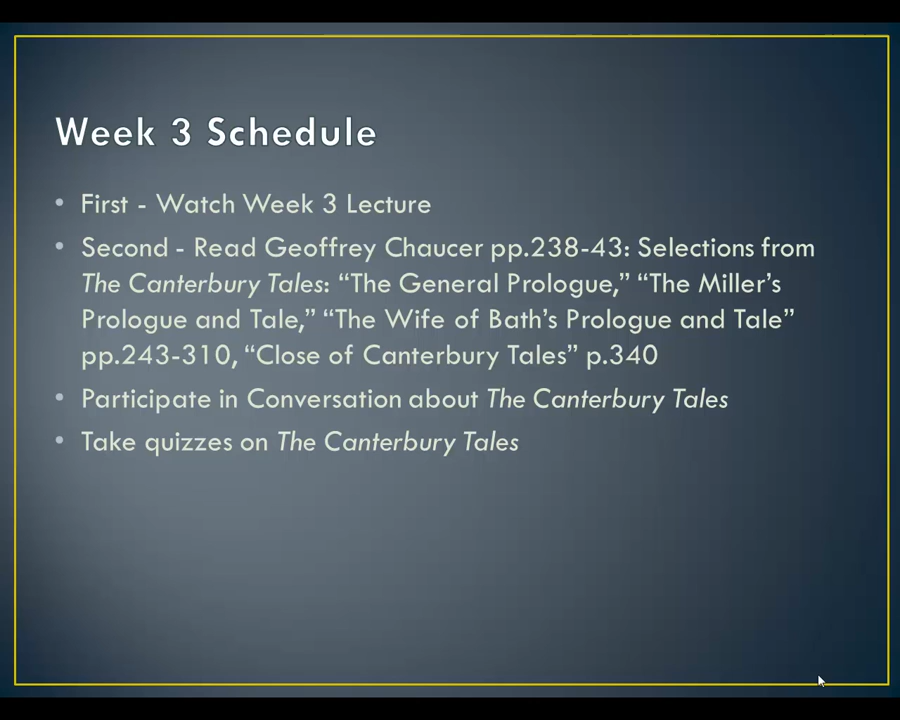 Week 3 Schedule
• First - Watch Week 3 Lecture
• Second - Read Geoffrey Chaucer pp.238-43: Selections from
The Canterbury Tales: “The General Prologue,” “The Miller’s
Prologue and Tale,” “The Wife of Bath’s Prologue and Tale”
pp.243-310, “Close of Canterbury Tales” p.340
• Participate in Conversation about The Canterbury Tales
• Take quizzes on The Canterbury Tales